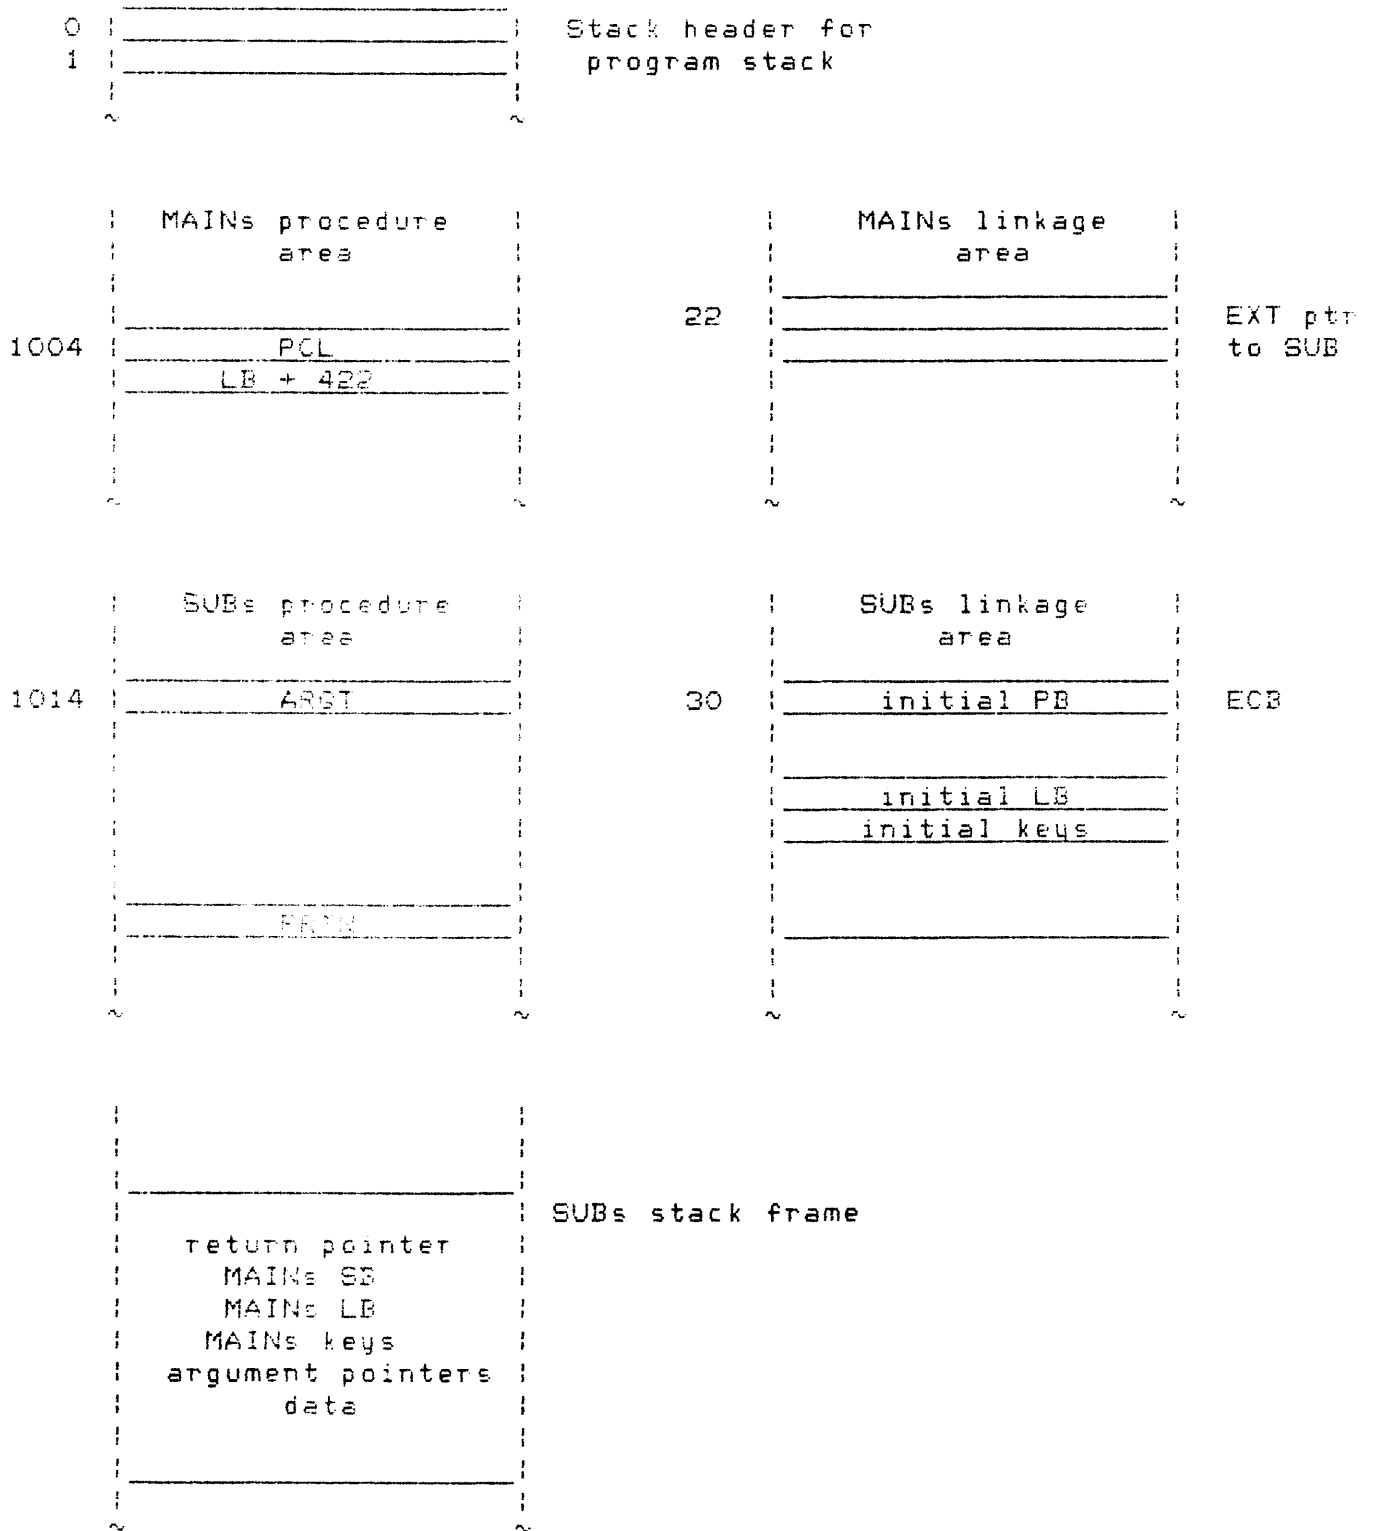 0 Stack header for
1 program stack
MAINs procedure area
MAINs linkage area
22 EXT ptr to SUB
1004 PCL
LB + 422
SUBs procedure area
SUBs linkage area
1014 ARGT
30 initial PB ECB
initial LB
initial keys
PRTN
SUBs stack frame
return pointer
MAINs SB
MAINs LB
MAINs keys
argument pointers
data